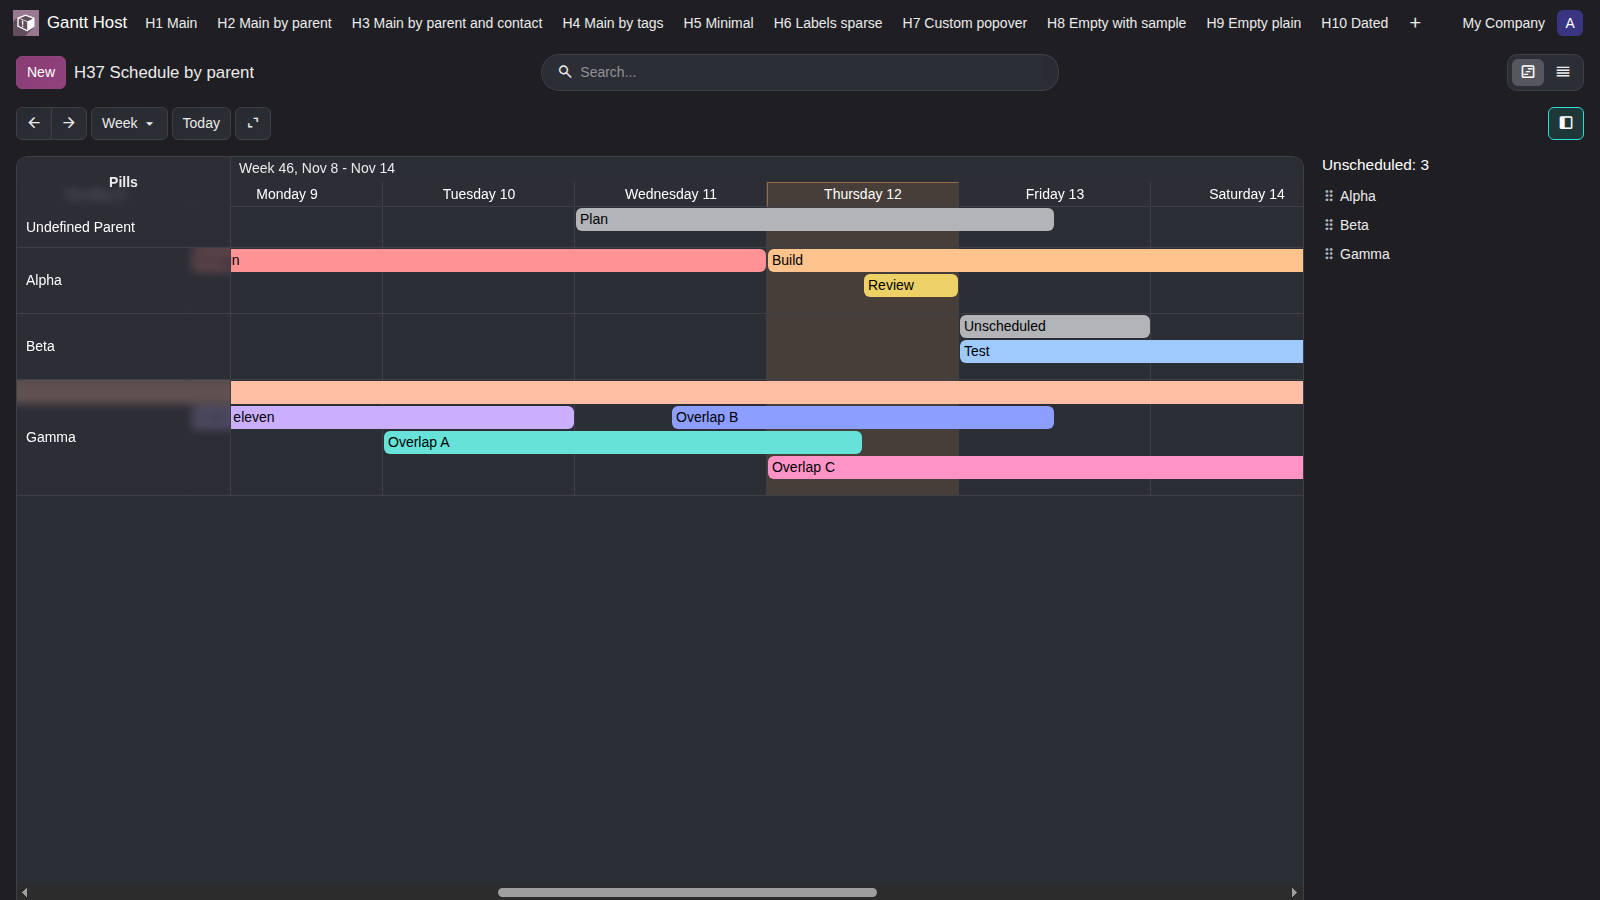 Gantt Host H1 Main H2 Main by parent H3 Main by parent and contact H4 Main by tags H5 Minimal H6 Labels sparse H7 Custom popover H8 Empty with sample H9 Empty plain H10 Dated + My Company A
New H37 Schedule by parent Search...
Week Today
Week 46, Nov 8 - Nov 14
Pills
Monday 9 Tuesday 10 Wednesday 11 Thursday 12 Friday 13 Saturday 14
Undefined Parent Plan
Alpha n Build
Review
Beta Unscheduled
Test
Gamma eleven Overlap B
Overlap A
Overlap C
Unscheduled: 3
Alpha
Beta
Gamma